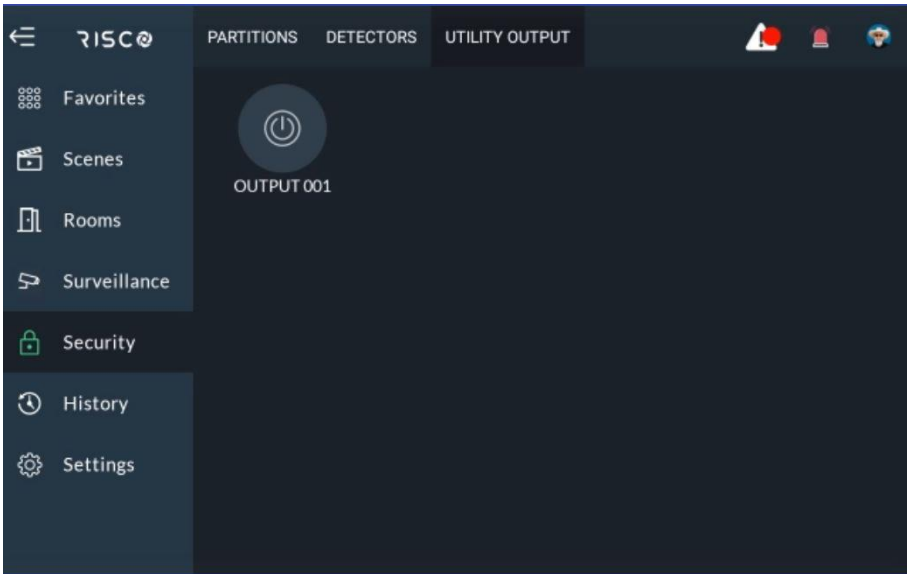 RISCO
PARTITIONS DETECTORS UTILITY OUTPUT
Favorites
Scenes
Rooms
Surveillance
Security
History
Settings
OUTPUT 001